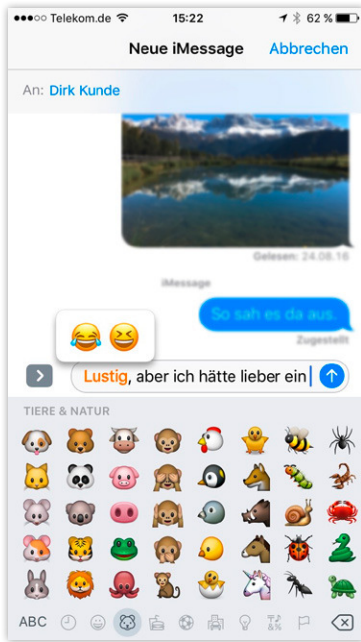 Telekom.de 15:22 62 %
Neue iMessage Abbrechen
An: Dirk Kunde
Gelesen: 24.08.16
iMessage
So sah es da aus.
Zugestellt
Lustig, aber ich hätte lieber ein
TIERE & NATUR
ABC